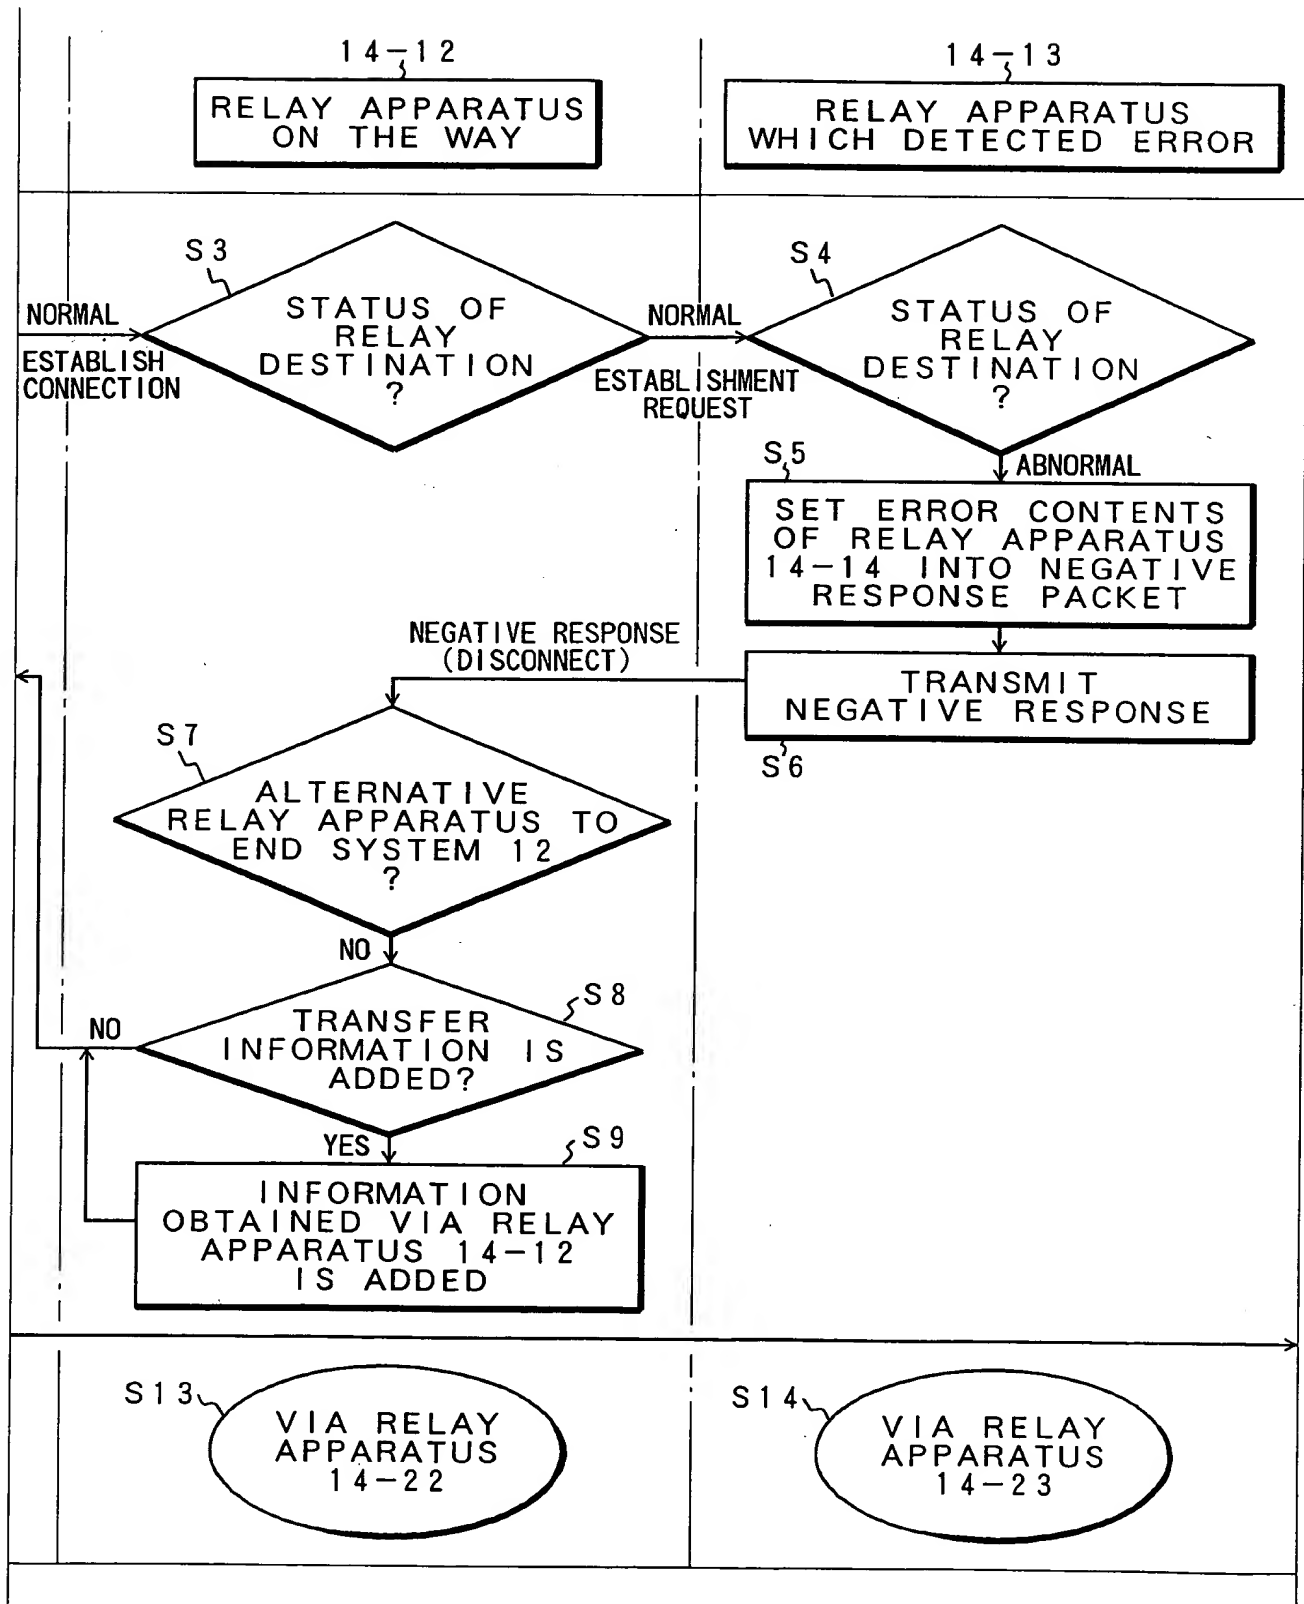 14-12
RELAY APPARATUS
ON THE WAY
14-13
RELAY APPARATUS
WHICH DETECTED ERROR
S3
STATUS OF
RELAY
DESTINATION
?
NORMAL
ESTABLISH
CONNECTION
NORMAL
ESTABLISHMENT
REQUEST
S4
STATUS OF
RELAY
DESTINATION
?
ABNORMAL
S5
SET ERROR CONTENTS
OF RELAY APPARATUS
14-14 INTO NEGATIVE
RESPONSE PACKET
NEGATIVE RESPONSE
(DISCONNECT)
TRANSMIT
NEGATIVE RESPONSE
S6
S7
ALTERNATIVE
RELAY APPARATUS TO
END SYSTEM 12
?
NO
S8
TRANSFER
INFORMATION IS
ADDED?
NO
YES
S9
INFORMATION
OBTAINED VIA RELAY
APPARATUS 14-12
IS ADDED
S13
VIA RELAY
APPARATUS
14-22
S14
VIA RELAY
APPARATUS
14-23